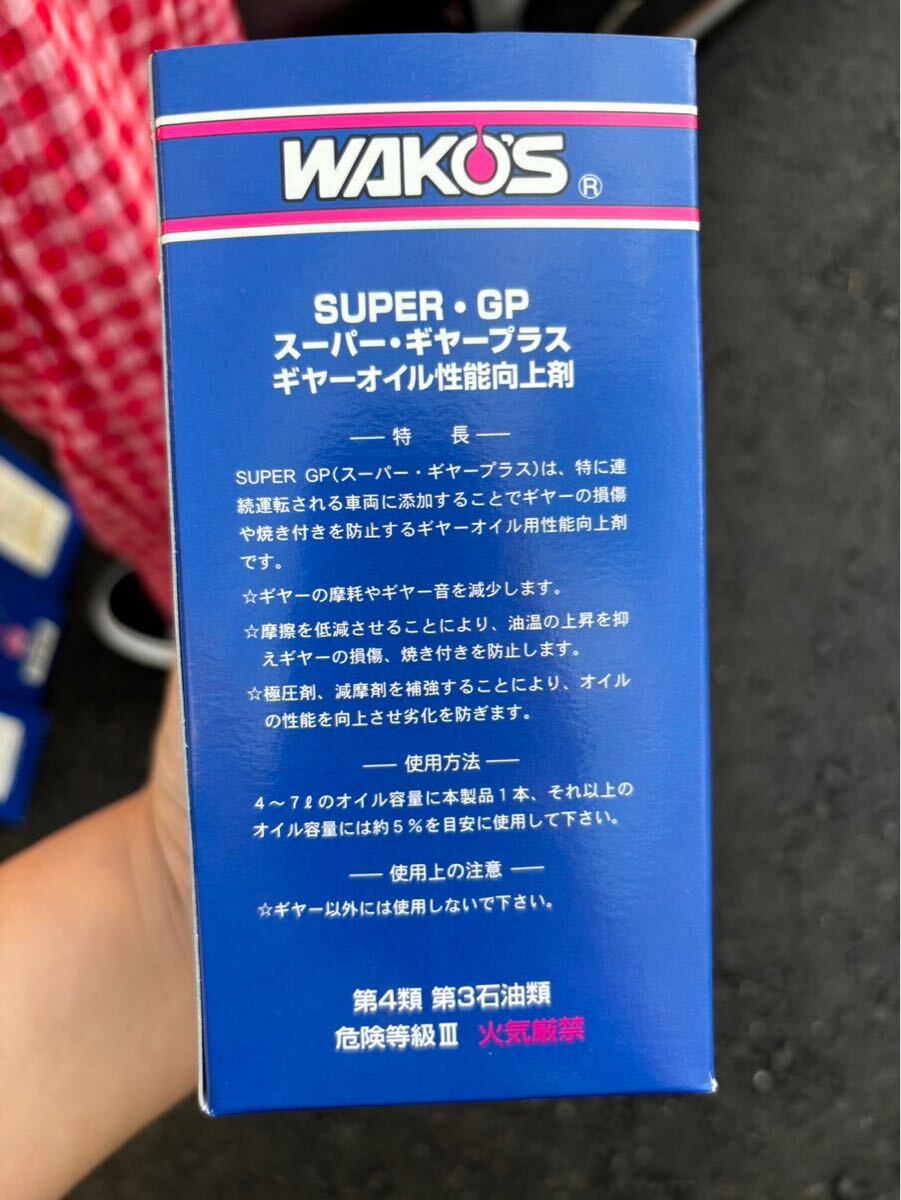 WAKO'S ®
SUPER・GP
スーパー・ギヤープラス
ギヤーオイル性能向上剤
── 特 長 ──
SUPER GP(スーパー・ギヤープラス)は、特に連
続運転される車両に添加することでギヤーの損傷
や焼き付きを防止するギヤーオイル用性能向上剤
です。
☆ギヤーの摩耗やギヤー音を減少します。
☆摩擦を低減させることにより、油温の上昇を抑
えギヤーの損傷、焼き付きを防止します。
☆極圧剤、減摩剤を補強することにより、オイル
の性能を向上させ劣化を防ぎます。
── 使用方法 ──
4～7ℓのオイル容量に本製品1本、それ以上の
オイル容量には約5%を目安に使用して下さい。
── 使用上の注意 ──
☆ギヤー以外には使用しないで下さい。
第4類 第3石油類
危険等級Ⅲ 火気厳禁